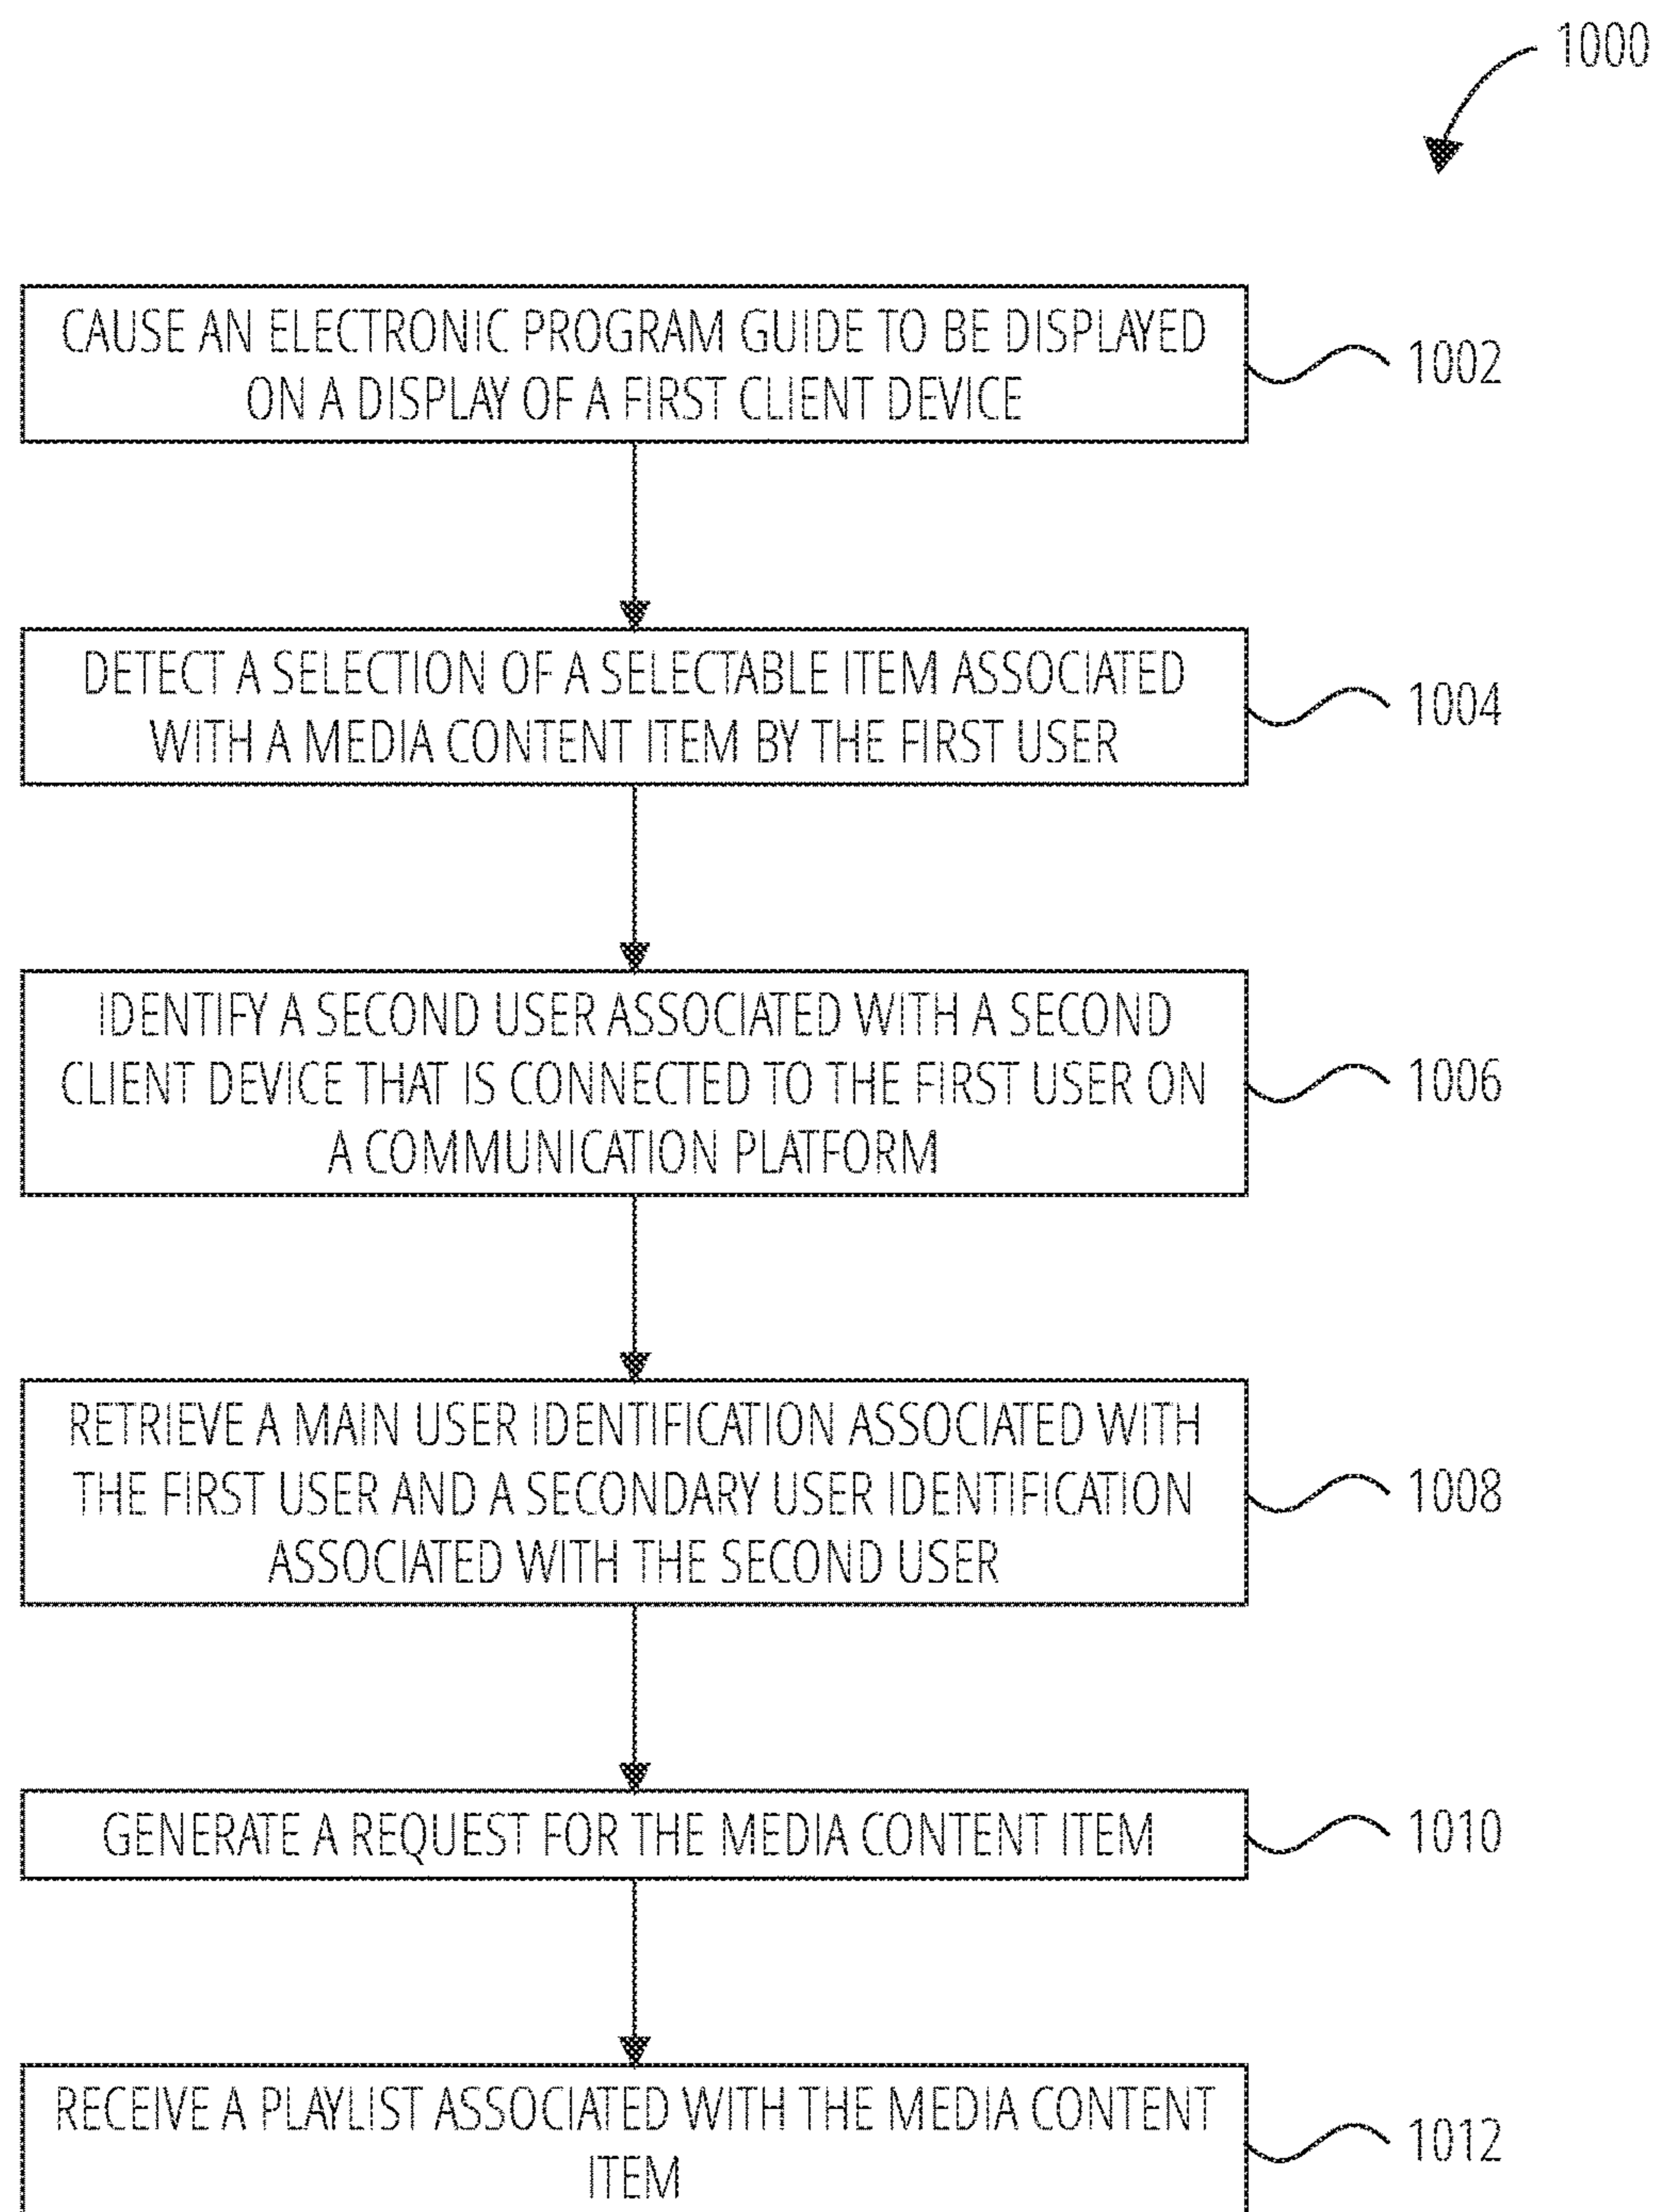 1000
CAUSE AN ELECTRONIC PROGRAM GUIDE TO BE DISPLAYED
ON A DISPLAY OF A FIRST CLIENT DEVICE
1002
DETECT A SELECTION OF A SELECTABLE ITEM ASSOCIATED
WITH A MEDIA CONTENT ITEM BY THE FIRST USER
1004
IDENTIFY A SECOND USER ASSOCIATED WITH A SECOND
CLIENT DEVICE THAT IS CONNECTED TO THE FIRST USER ON
A COMMUNICATION PLATFORM
1006
RETRIEVE A MAIN USER IDENTIFICATION ASSOCIATED WITH
THE FIRST USER AND A SECONDARY USER IDENTIFICATION
ASSOCIATED WITH THE SECOND USER
1008
GENERATE A REQUEST FOR THE MEDIA CONTENT ITEM
1010
RECEIVE A PLAYLIST ASSOCIATED WITH THE MEDIA CONTENT
ITEM
1012